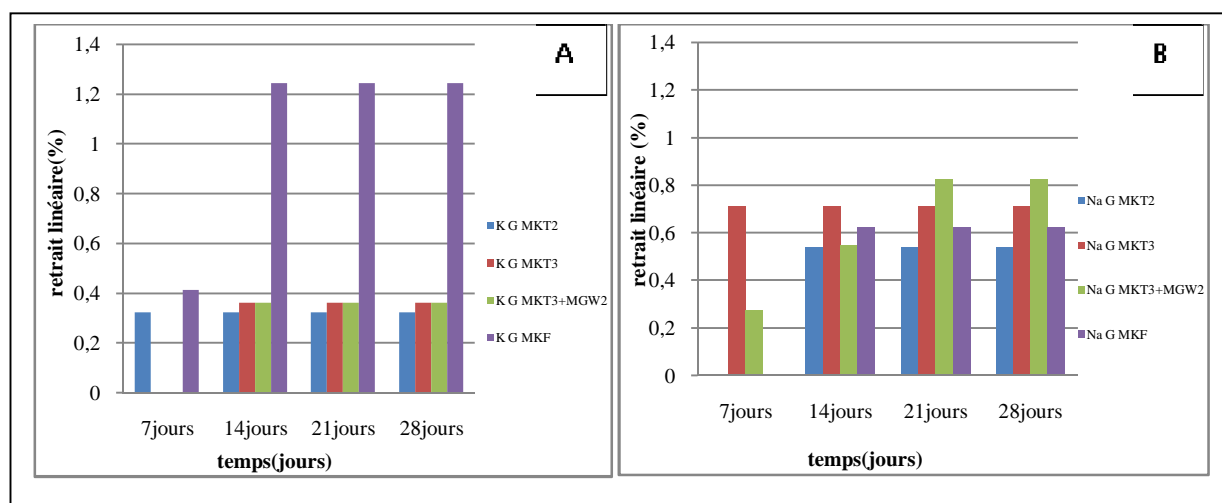 A
retrait linéaire(%)
1,4
1,2
1
0,8
0,6
0,4
0,2
0
7jours 14jours 21jours 28jours
temps(jours)
K G MKT2
K G MKT3
K G MKT3+MGW2
K G MKF
B
retrait linéaire (%)
1,4
1,2
1
0,8
0,6
0,4
0,2
0
7jours 14jours 21jours 28jours
temps(jours)
Na G MKT2
Na G MKT3
Na G MKT3+MGW2
Na G MKF